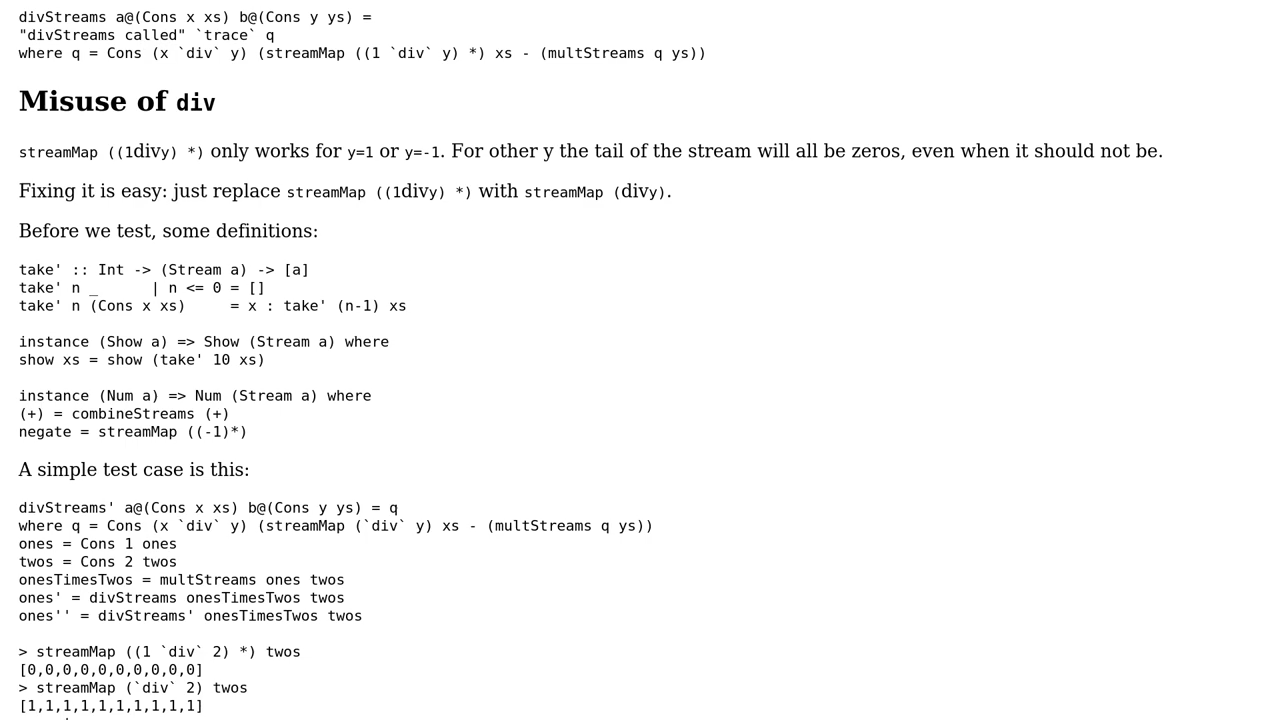 divStreams a@(Cons x xs) b@(Cons y ys) =
"divStreams called" `trace` q
where q = Cons (x `div` y) (streamMap ((1 `div` y) *) xs - (multStreams q ys))
Misuse of div
streamMap ((1divy) *) only works for y=1 or y=-1. For other y the tail of the stream will all be zeros, even when it should not be.
Fixing it is easy: just replace streamMap ((1divy) *) with streamMap (divy).
Before we test, some definitions:
take' :: Int -> (Stream a) -> [a]
take' n _      | n <= 0 = []
take' n (Cons x xs)     = x : take' (n-1) xs
instance (Show a) => Show (Stream a) where
show xs = show (take' 10 xs)
instance (Num a) => Num (Stream a) where
(+) = combineStreams (+)
negate = streamMap ((-1)*)
A simple test case is this:
divStreams' a@(Cons x xs) b@(Cons y ys) = q
where q = Cons (x `div` y) (streamMap (`div` y) xs - (multStreams q ys))
ones = Cons 1 ones
twos = Cons 2 twos
onesTimesTwos = multStreams ones twos
ones' = divStreams onesTimesTwos twos
ones'' = divStreams' onesTimesTwos twos
> streamMap ((1 `div` 2) *) twos
[0,0,0,0,0,0,0,0,0,0]
> streamMap (`div` 2) twos
[1,1,1,1,1,1,1,1,1,1]